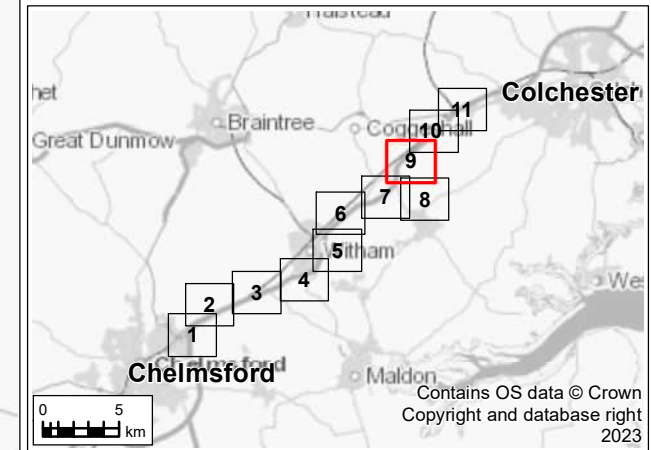 Colchester
11
Braintree
Coggeshall
10
Great Dunmow
9
7
8
6
Witham
5
4
3
2
1
Chelmsford
Chelmsford
Maldon
0 5
km
Contains OS data © Crown
Copyright and database right
2023